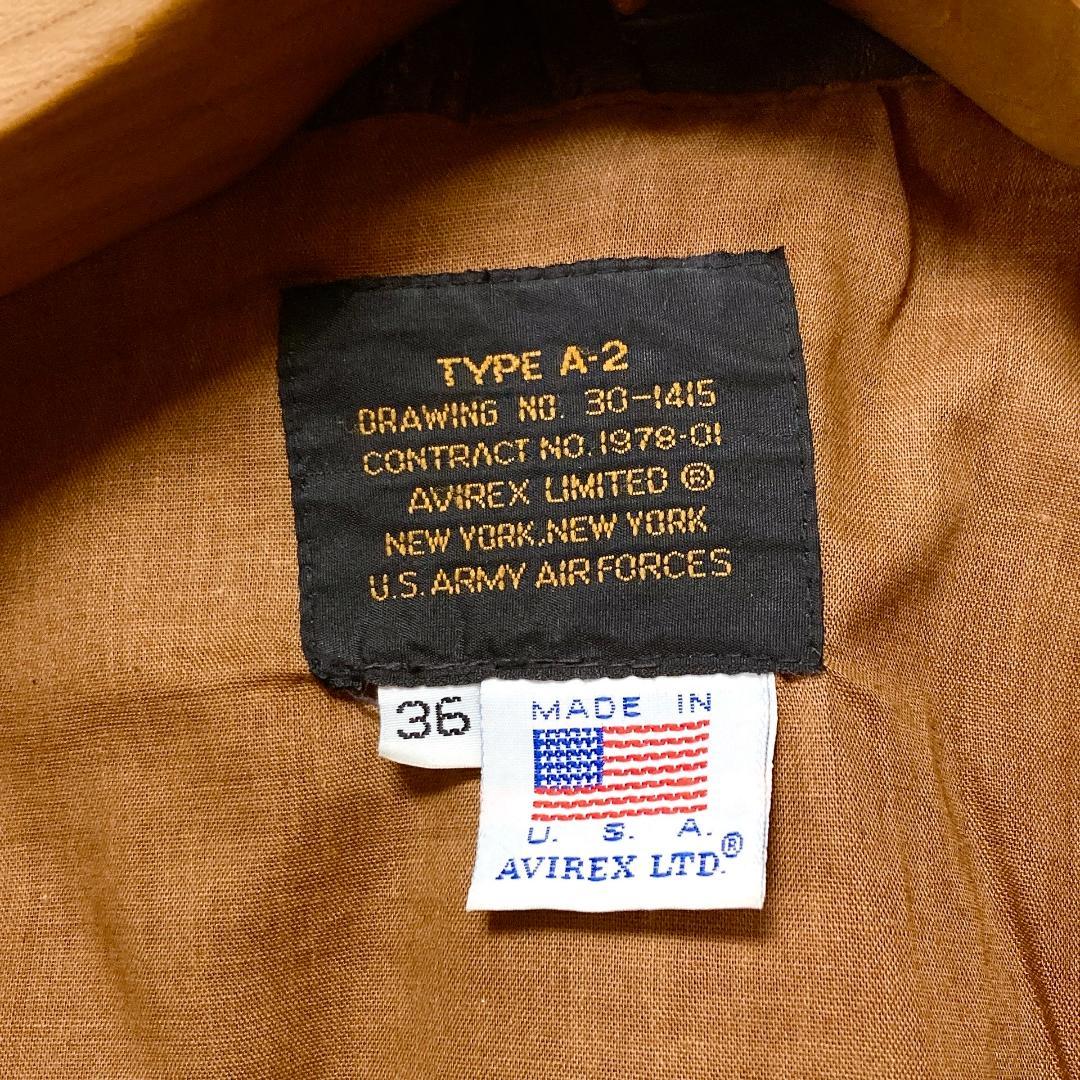 TYPE A-2
DRAWING NO. 30-1415
CONTRACT NO. 1978-01
AVIREX LIMITED ®
NEW YORK, NEW YORK
U.S. ARMY AIR FORCES
36
MADE IN
U. S. A.
AVIREX LTD.®